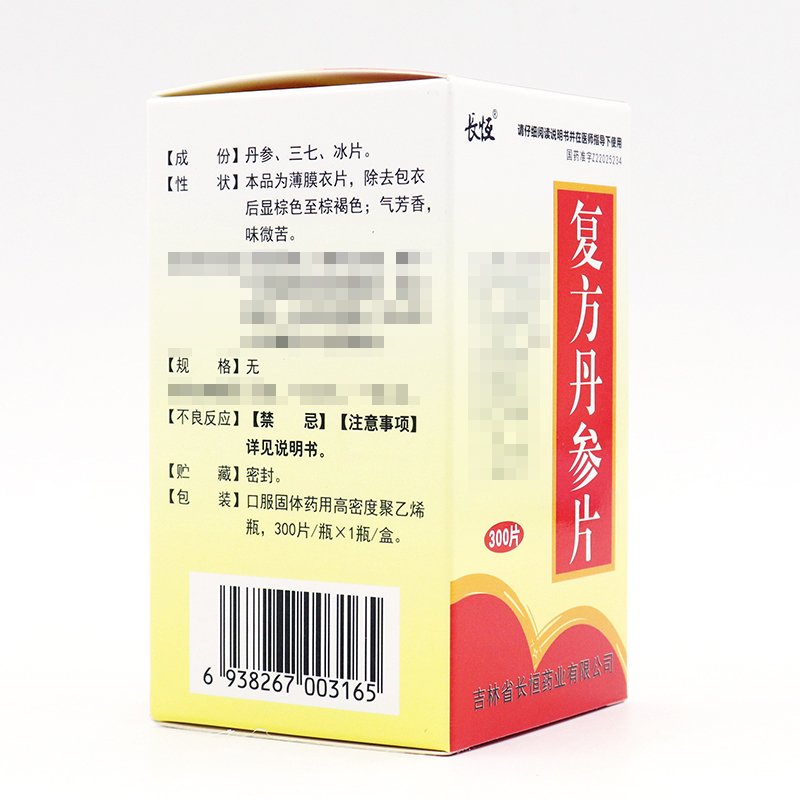 【成　份】丹参、三七、冰片。
【性　状】本品为薄膜衣片，除去包衣
后显棕色至棕褐色；气芳香，
味微苦。
【规　格】无
【不良反应】【禁　忌】【注意事项】
详见说明书。
【贮　藏】密封。
【包　装】口服固体药用高密度聚乙烯
瓶，300片/瓶×1瓶/盒。
6 938267 003165
长恒®
请仔细阅读说明书并在医师指导下使用
国药准字Z22025234
复方丹参片
300片
吉林省长恒药业有限公司